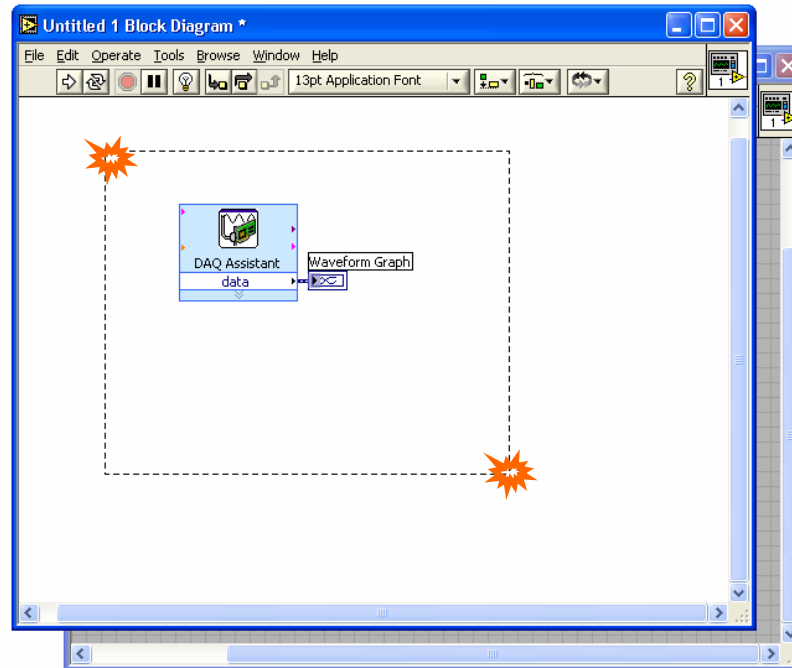 Untitled 1 Block Diagram *
File Edit Operate Tools Browse Window Help
13pt Application Font
?
1
1
DAQ Assistant
Waveform Graph
data